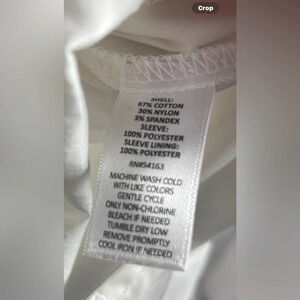 Crop
SHELL:
67% COTTON
30% NYLON
3% SPANDEX
SLEEVE:
100% POLYESTER
SLEEVE LINING:
100% POLYESTER
RN#54163
MACHINE WASH COLD
WITH LIKE COLORS
GENTLE CYCLE
ONLY NON-CHLORINE
BLEACH IF NEEDED
TUMBLE DRY LOW
REMOVE PROMPTLY
COOL IRON IF NEEDED